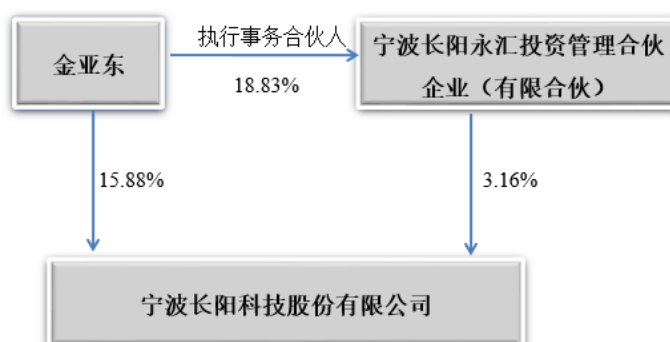 执行事务合伙人
金亚东
宁波长阳永汇投资管理合伙
企业（有限合伙）
18.83%
15.88%
3.16%
宁波长阳科技股份有限公司